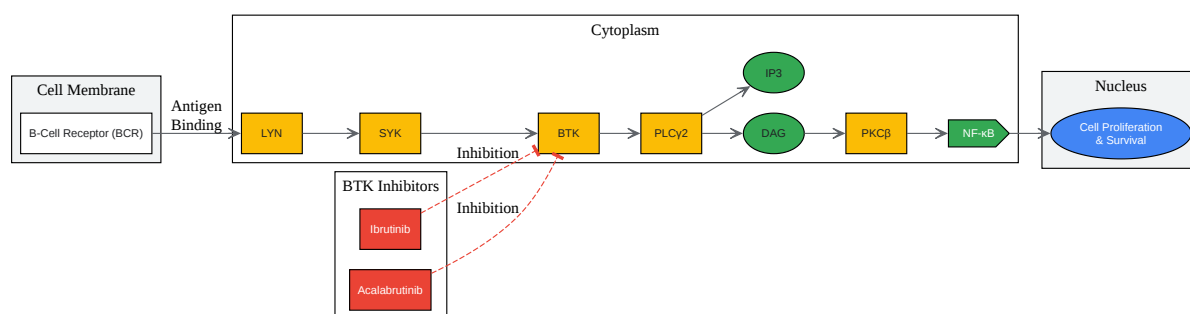 Cytoplasm
Cell Membrane
B-Cell Receptor (BCR)
Antigen
Binding
LYN
SYK
BTK
PLCγ2
IP3
DAG
PKCβ
NF-κB
Nucleus
Cell Proliferation
& Survival
Inhibition
BTK Inhibitors
Inhibition
Ibrutinib
Acalabrutinib